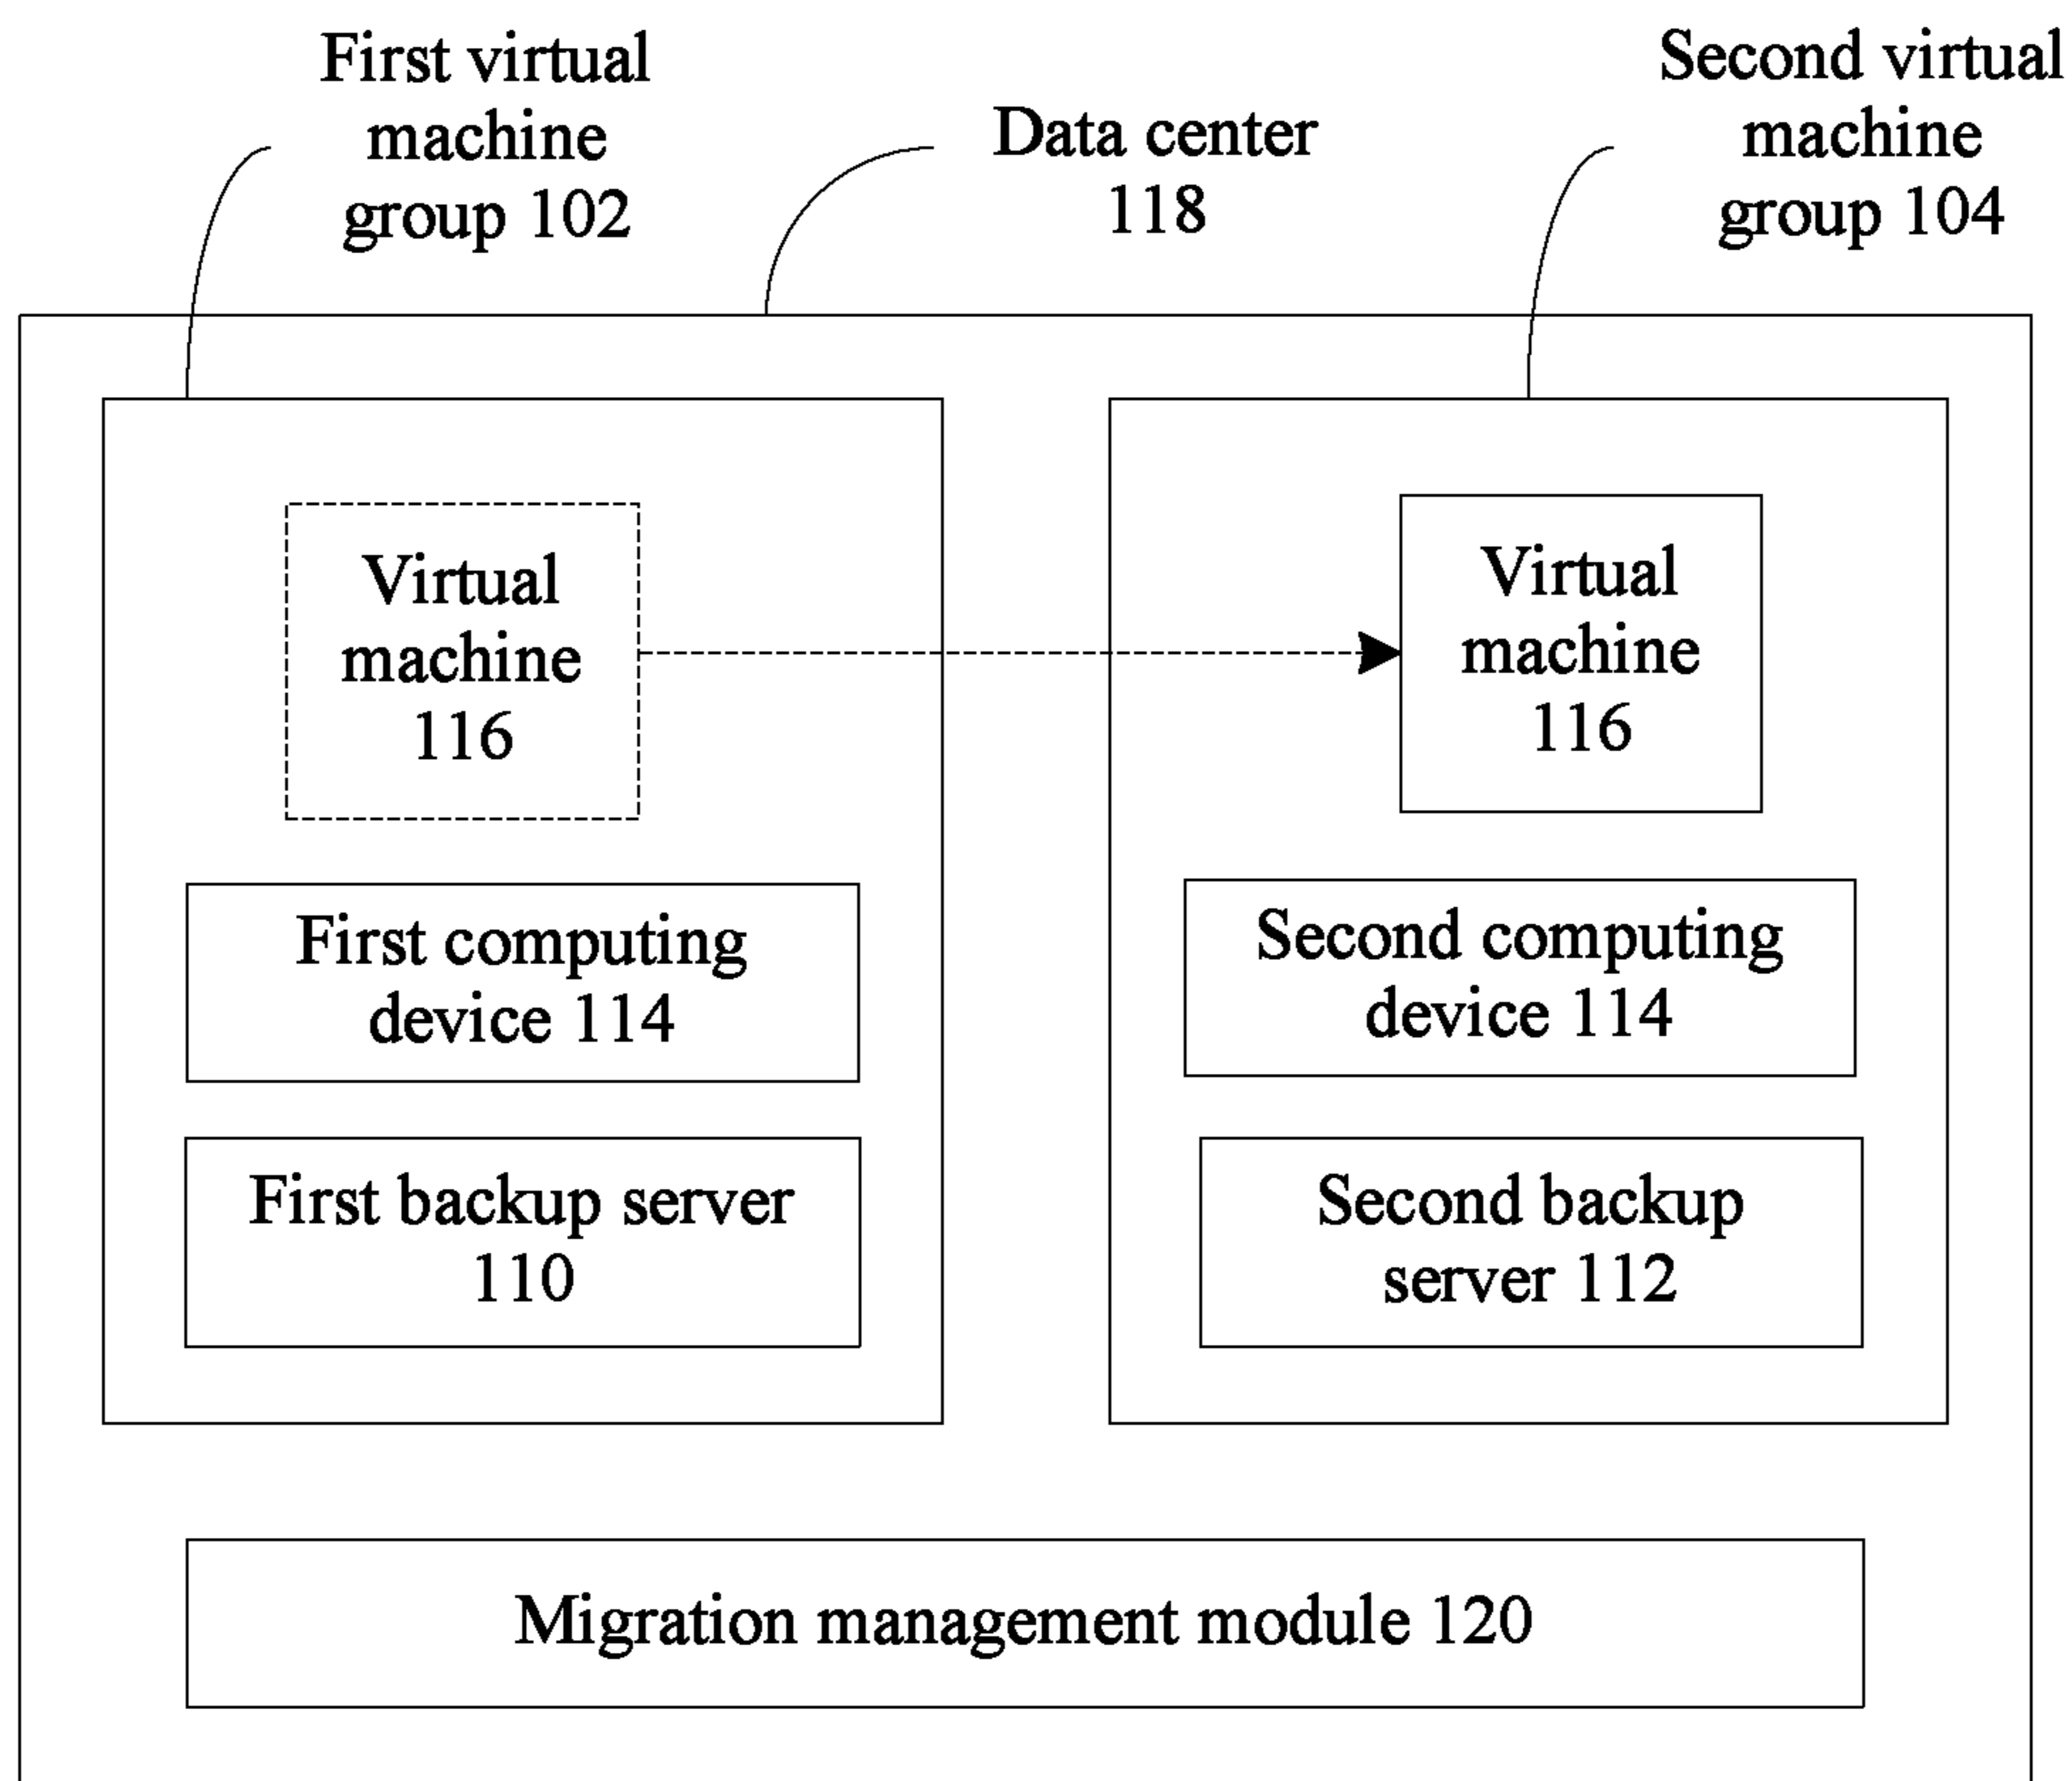 First virtual
machine
group 102
Data center
118
Second virtual
machine
group 104
Virtual
machine
116
Virtual
machine
116
First computing
device 114
Second computing
device 114
First backup server
110
Second backup
server 112
Migration management module 120